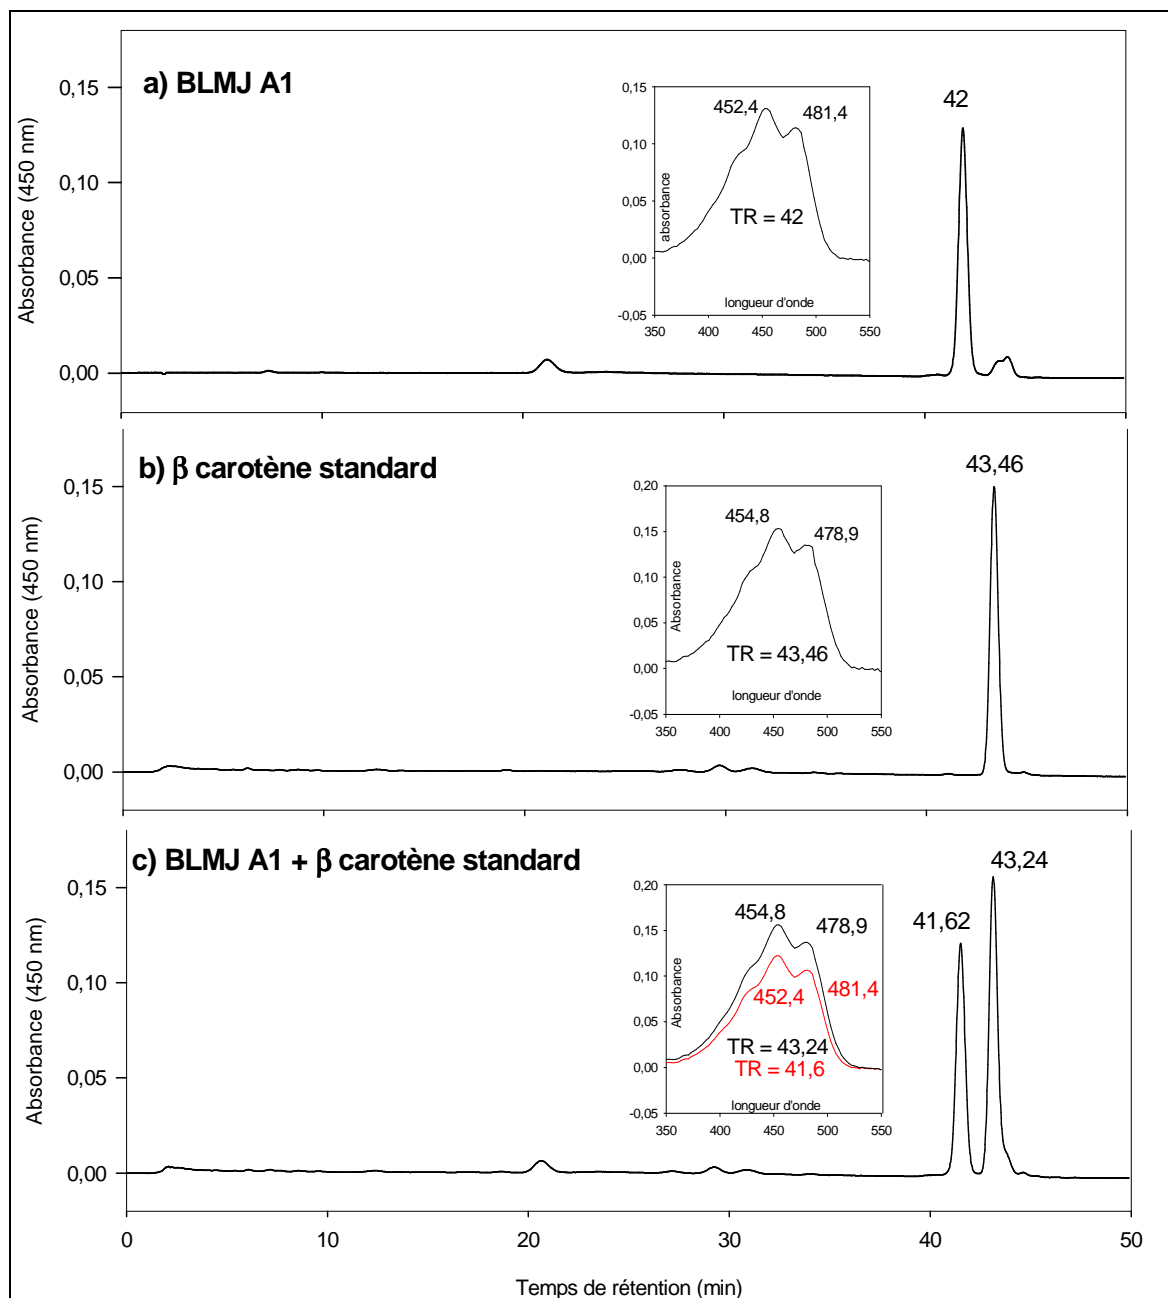 a) BLMJ A1
Absorbance (450 nm)
0,15
0,10
0,05
0,00
42
absorbance
0,15
0,10
0,05
0,00
-0,05
452,4
481,4
TR = 42
longueur d'onde
350 400 450 500 550
b) β carotène standard
Absorbance (450 nm)
0,15
0,10
0,05
0,00
43,46
Absorbance
0,20
0,15
0,10
0,05
0,00
-0,05
454,8
478,9
TR = 43,46
longueur d'onde
350 400 450 500 550
c) BLMJ A1 + β carotène standard
Absorbance (450 nm)
0,15
0,10
0,05
0,00
43,24
41,62
Absorbance
0,20
0,15
0,10
0,05
0,00
-0,05
454,8
478,9
452,4
481,4
TR = 43,24
TR = 41,6
longueur d'onde
350 400 450 500 550
0 10 20 30 40 50
Temps de rétention (min)